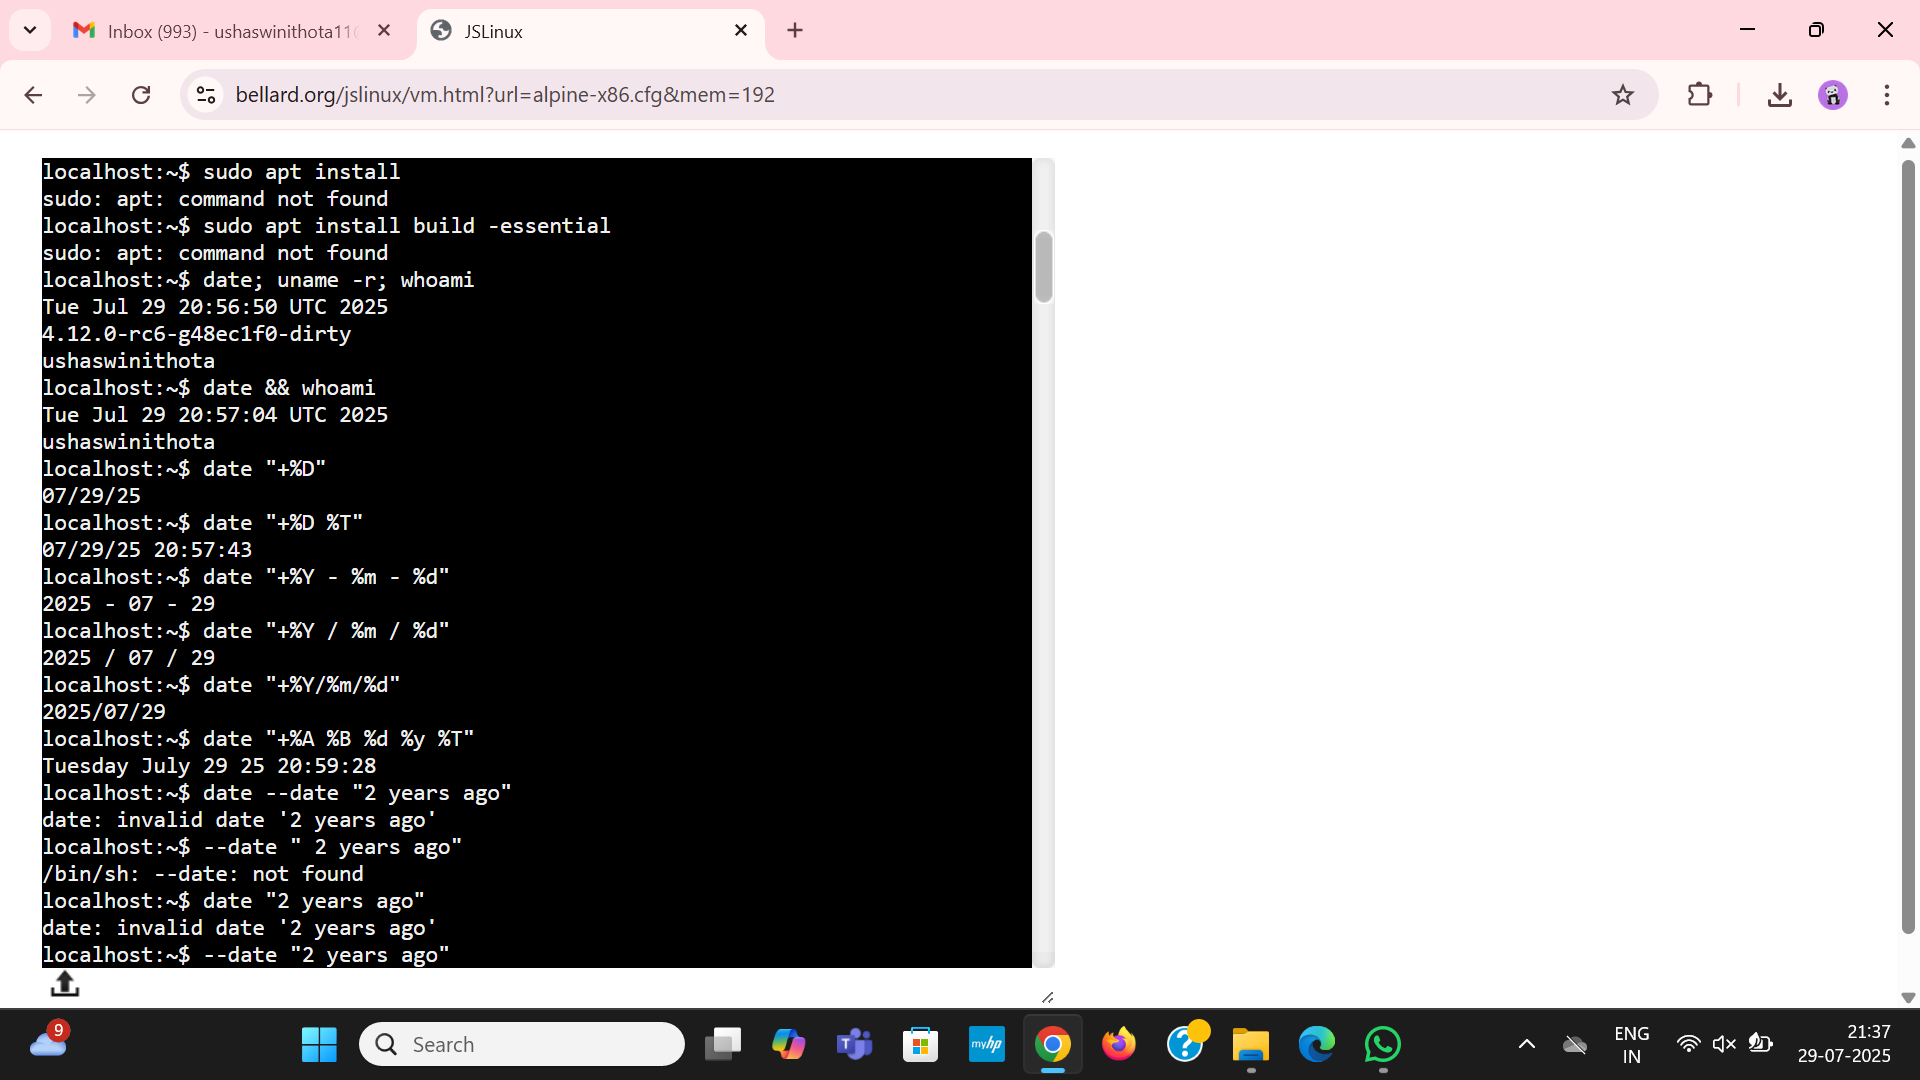 Inbox (993) - ushaswinithota11
JSLinux
bellard.org/jslinux/vm.html?url=alpine-x86.cfg&mem=192
localhost:~$ sudo apt install
sudo: apt: command not found
localhost:~$ sudo apt install build -essential
sudo: apt: command not found
localhost:~$ date; uname -r; whoami
Tue Jul 29 20:56:50 UTC 2025
4.12.0-rc6-g48ec1f0-dirty
ushaswinithota
localhost:~$ date && whoami
Tue Jul 29 20:57:04 UTC 2025
ushaswinithota
localhost:~$ date "+%D"
07/29/25
localhost:~$ date "+%D %T"
07/29/25 20:57:43
localhost:~$ date "+%Y - %m - %d"
2025 - 07 - 29
localhost:~$ date "+%Y / %m / %d"
2025 / 07 / 29
localhost:~$ date "+%Y/%m/%d"
2025/07/29
localhost:~$ date "+%A %B %d %y %T"
Tuesday July 29 25 20:59:28
localhost:~$ date --date "2 years ago"
date: invalid date '2 years ago'
localhost:~$ --date " 2 years ago"
/bin/sh: --date: not found
localhost:~$ date "2 years ago"
date: invalid date '2 years ago'
localhost:~$ --date "2 years ago"
9
Search
T
myhp
?
ENG
IN
21:37
29-07-2025